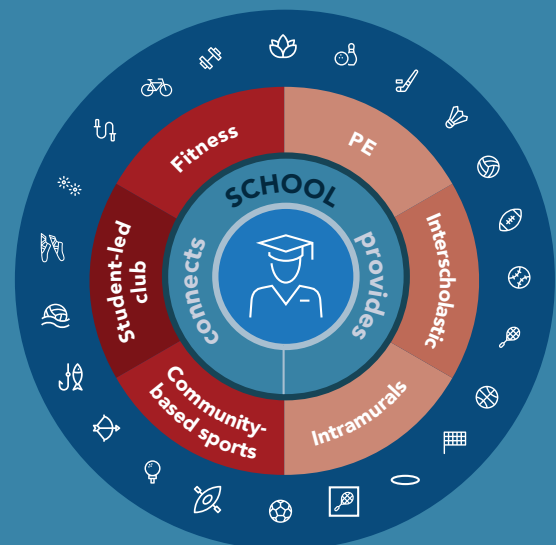 SCHOOL
connects
provides
Fitness
PE
Interscholastic
Intramurals
Community-
based sports
Student-led
club